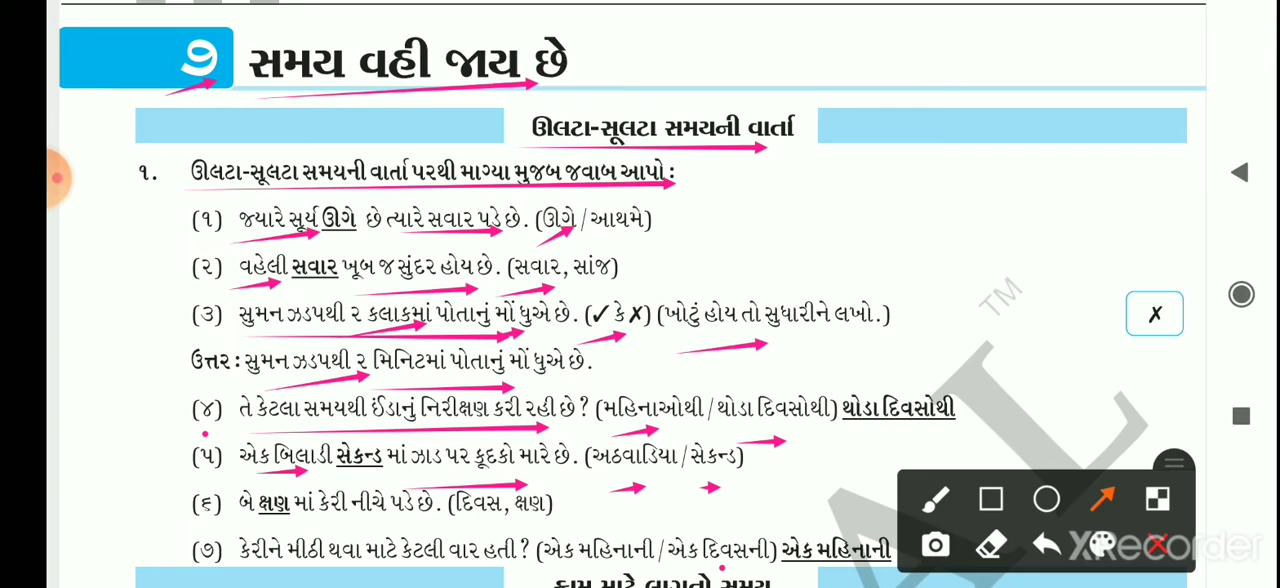 ૭ સમય વહી જાય છે
ઊલટા-સૂલટા સમયની વાર્તા
૧. ઊલટા-સૂલટા સમયની વાર્તા પરથી માગ્યા મુજબ જવાબ આપો :
(૧) જ્યારે સૂર્ય ઊગે છે ત્યારે સવાર પડે છે. (ઊગે / આથમે)
(૨) વહેલી સવાર ખૂબ જ સુંદર હોય છે. (સવાર, સાંજ)
(૩) સુમન ઝડપથી ૨ કલાકમાં પોતાનું મોં ધુએ છે. (✓ કે ✗) (ખોટું હોય તો સુધારીને લખો.) ✗
ઉત્તર : સુમન ઝડપથી ૨ મિનિટમાં પોતાનું મોં ધુએ છે.
(૪) તે કેટલા સમયથી ઈંડાનું નિરીક્ષણ કરી રહી છે? (મહિનાઓથી / થોડા દિવસોથી) થોડા દિવસોથી
(૫) એક બિલાડી સેકન્ડ માં ઝાડ પર કૂદકો મારે છે. (અઠવાડિયા / સેકન્ડ)
(૬) બે ક્ષણ માં કેરી નીચે પડે છે. (દિવસ, ક્ષણ)
(૭) કેરીને મીઠી થવા માટે કેટલી વાર હતી? (એક મહિનાની / એક દિવસની) એક મહિનાની
કામ માટે લાગતો સમય
TM
XRecorder